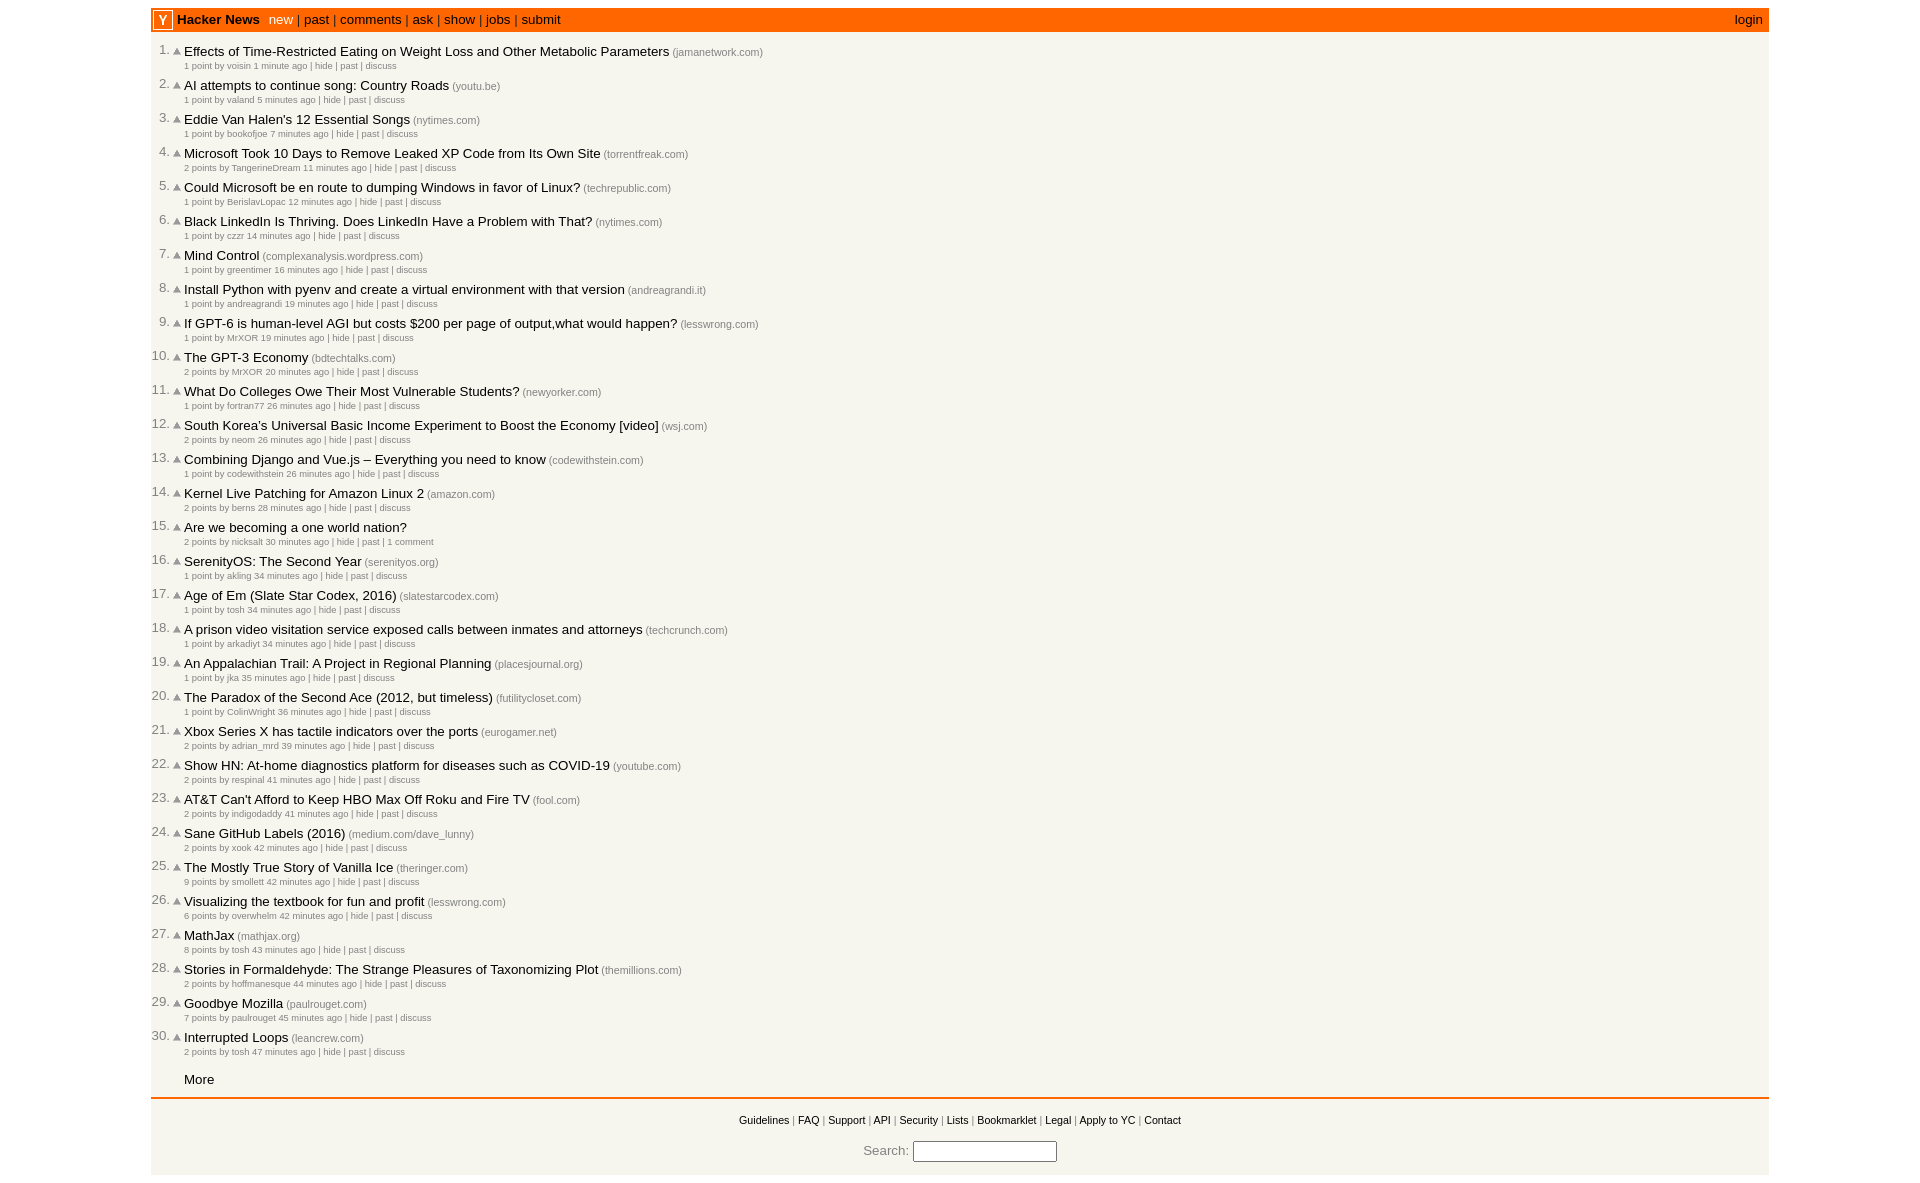 Y Hacker News new | past | comments | ask | show | jobs | submit login
1. Effects of Time-Restricted Eating on Weight Loss and Other Metabolic Parameters (jamanetwork.com)
1 point by voisin 1 minute ago | hide | past | discuss
2. AI attempts to continue song: Country Roads (youtu.be)
1 point by valand 5 minutes ago | hide | past | discuss
3. Eddie Van Halen's 12 Essential Songs (nytimes.com)
1 point by bookofjoe 7 minutes ago | hide | past | discuss
4. Microsoft Took 10 Days to Remove Leaked XP Code from Its Own Site (torrentfreak.com)
2 points by TangerineDream 11 minutes ago | hide | past | discuss
5. Could Microsoft be en route to dumping Windows in favor of Linux? (techrepublic.com)
1 point by BerislavLopac 12 minutes ago | hide | past | discuss
6. Black LinkedIn Is Thriving. Does LinkedIn Have a Problem with That? (nytimes.com)
1 point by czzr 14 minutes ago | hide | past | discuss
7. Mind Control (complexanalysis.wordpress.com)
1 point by greentimer 16 minutes ago | hide | past | discuss
8. Install Python with pyenv and create a virtual environment with that version (andreagrandi.it)
1 point by andreagrandi 19 minutes ago | hide | past | discuss
9. If GPT-6 is human-level AGI but costs $200 per page of output,what would happen? (lesswrong.com)
1 point by MrXOR 19 minutes ago | hide | past | discuss
10. The GPT-3 Economy (bdtechtalks.com)
2 points by MrXOR 20 minutes ago | hide | past | discuss
11. What Do Colleges Owe Their Most Vulnerable Students? (newyorker.com)
1 point by fortran77 26 minutes ago | hide | past | discuss
12. South Korea's Universal Basic Income Experiment to Boost the Economy [video] (wsj.com)
2 points by neom 26 minutes ago | hide | past | discuss
13. Combining Django and Vue.js – Everything you need to know (codewithstein.com)
1 point by codewithstein 26 minutes ago | hide | past | discuss
14. Kernel Live Patching for Amazon Linux 2 (amazon.com)
2 points by berns 28 minutes ago | hide | past | discuss
15. Are we becoming a one world nation?
2 points by nicksalt 30 minutes ago | hide | past | 1 comment
16. SerenityOS: The Second Year (serenityos.org)
1 point by akling 34 minutes ago | hide | past | discuss
17. Age of Em (Slate Star Codex, 2016) (slatestarcodex.com)
1 point by tosh 34 minutes ago | hide | past | discuss
18. A prison video visitation service exposed calls between inmates and attorneys (techcrunch.com)
1 point by arkadiyt 34 minutes ago | hide | past | discuss
19. An Appalachian Trail: A Project in Regional Planning (placesjournal.org)
1 point by jka 35 minutes ago | hide | past | discuss
20. The Paradox of the Second Ace (2012, but timeless) (futilitycloset.com)
1 point by ColinWright 36 minutes ago | hide | past | discuss
21. Xbox Series X has tactile indicators over the ports (eurogamer.net)
2 points by adrian_mrd 39 minutes ago | hide | past | discuss
22. Show HN: At-home diagnostics platform for diseases such as COVID-19 (youtube.com)
2 points by respinal 41 minutes ago | hide | past | discuss
23. AT&T Can't Afford to Keep HBO Max Off Roku and Fire TV (fool.com)
2 points by indigodaddy 41 minutes ago | hide | past | discuss
24. Sane GitHub Labels (2016) (medium.com/dave_lunny)
2 points by xook 42 minutes ago | hide | past | discuss
25. The Mostly True Story of Vanilla Ice (theringer.com)
9 points by smollett 42 minutes ago | hide | past | discuss
26. Visualizing the textbook for fun and profit (lesswrong.com)
6 points by overwhelm 42 minutes ago | hide | past | discuss
27. MathJax (mathjax.org)
8 points by tosh 43 minutes ago | hide | past | discuss
28. Stories in Formaldehyde: The Strange Pleasures of Taxonomizing Plot (themillions.com)
2 points by hoffmanesque 44 minutes ago | hide | past | discuss
29. Goodbye Mozilla (paulrouget.com)
7 points by paulrouget 45 minutes ago | hide | past | discuss
30. Interrupted Loops (leancrew.com)
2 points by tosh 47 minutes ago | hide | past | discuss
More
Guidelines | FAQ | Support | API | Security | Lists | Bookmarklet | Legal | Apply to YC | Contact
Search: